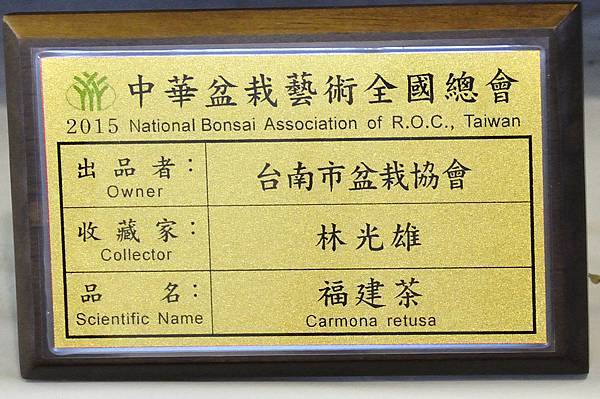 中華盆栽藝術全國總會
2015 National Bonsai Association of R.O.C., Taiwan
出品者： 台南市盆栽協會
Owner
收藏家： 林光雄
Collector
品名： 福建茶
Scientific Name Carmona retusa